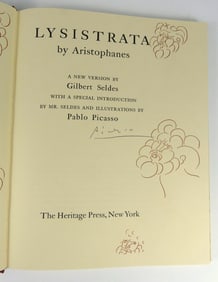 LYSISTRATA
by Aristophanes
A NEW VERSION BY
Gilbert Seldes
WITH A SPECIAL INTRODUCTION
BY MR. SELDES AND ILLUSTRATIONS BY
Pablo Picasso
Picasso
The Heritage Press, New York